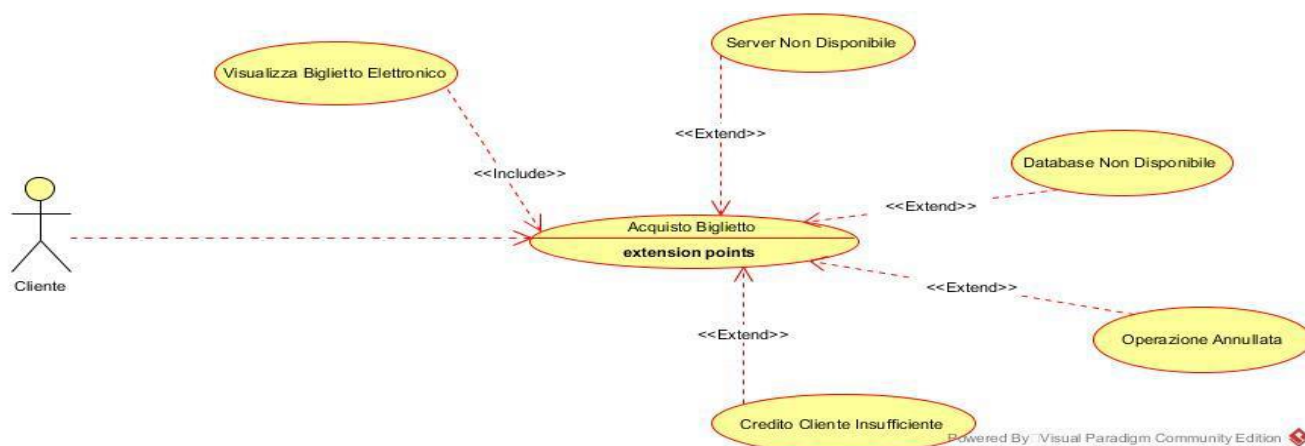 Server Non Disponibile
Visualizza Biglietto Elettronico
<<Extend>>
Database Non Disponibile
<<Include>>
<<Extend>>
Acquisto Biglietto
extension points
Cliente
<<Extend>>
<<Extend>>
Operazione Annullata
Credito Cliente Insufficiente
Powered By Visual Paradigm Community Edition